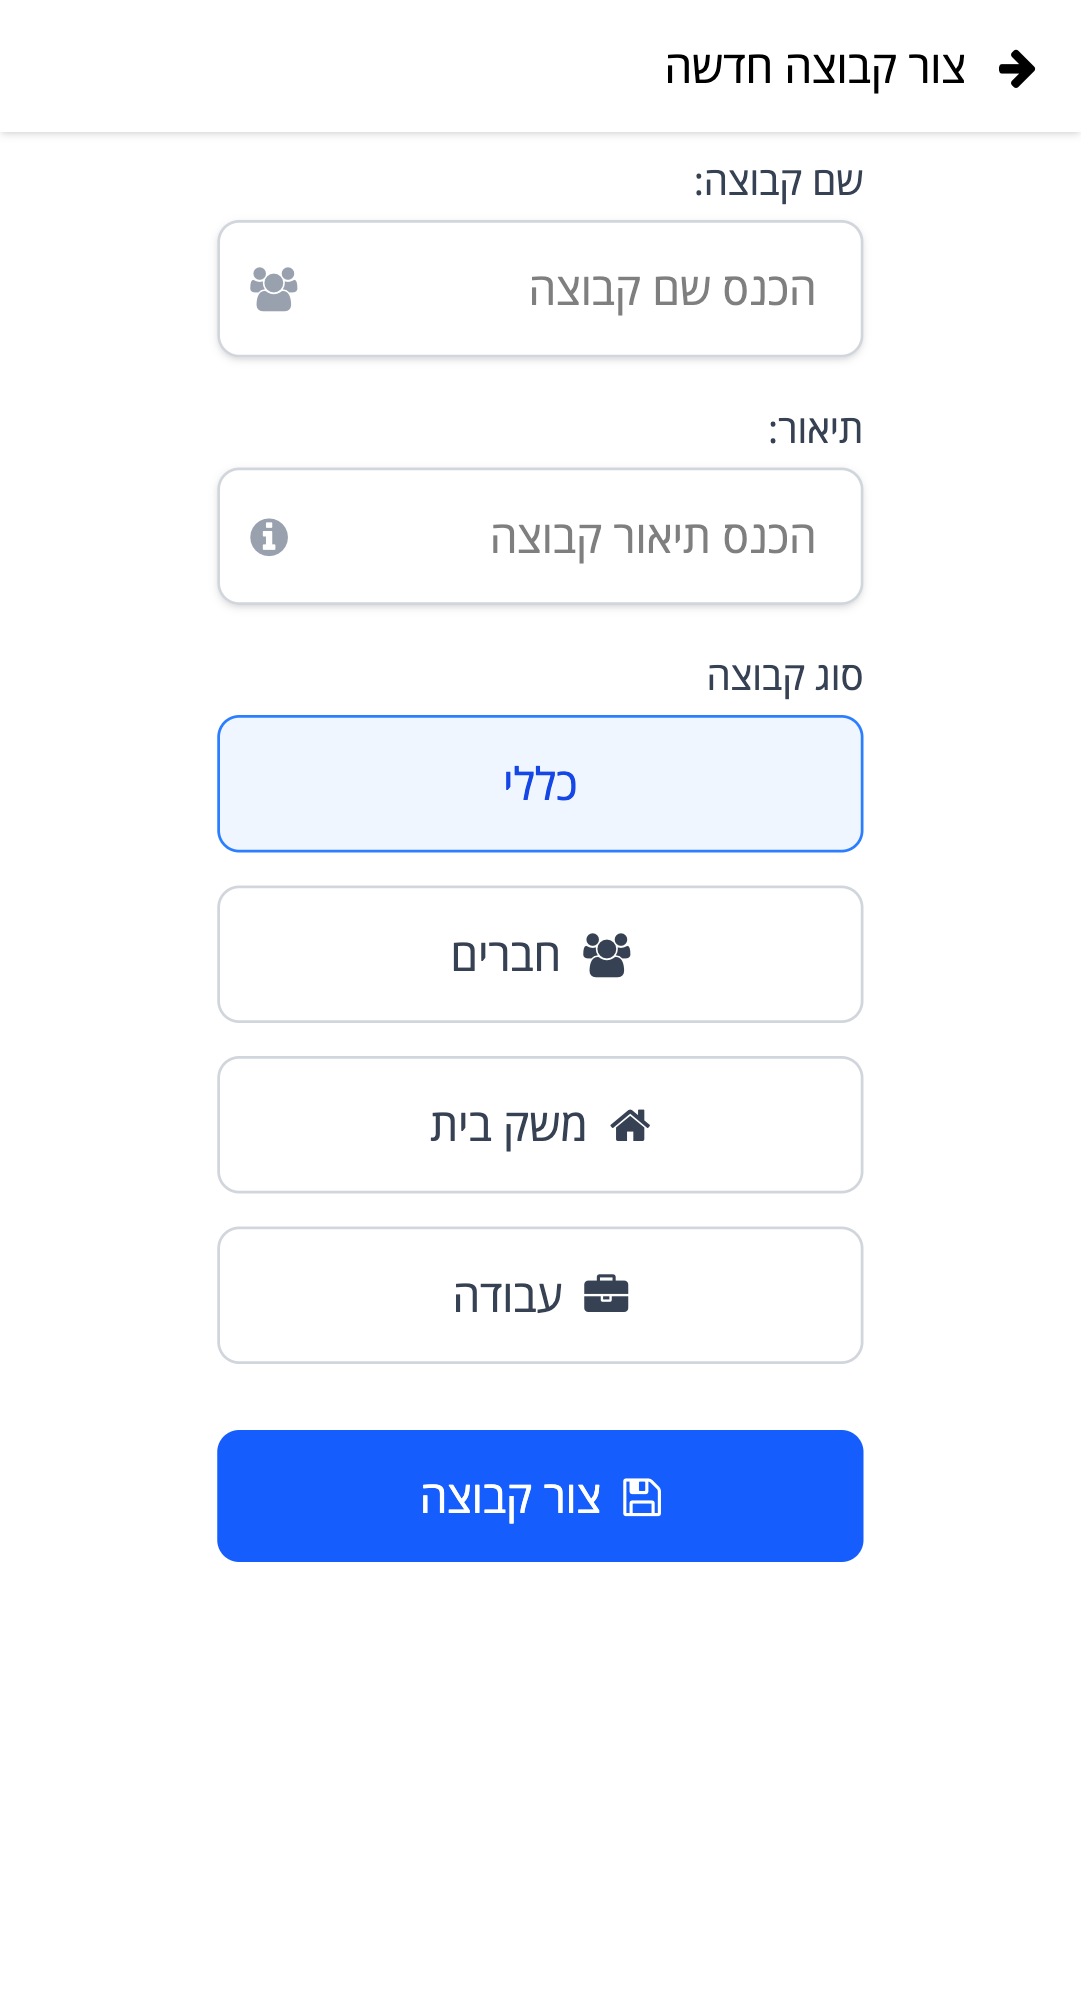 צור קבוצה חדשה
שם קבוצה:
הכנס שם קבוצה
תיאור:
הכנס תיאור קבוצה
סוג קבוצה
כללי
חברים
משק בית
עבודה
צור קבוצה